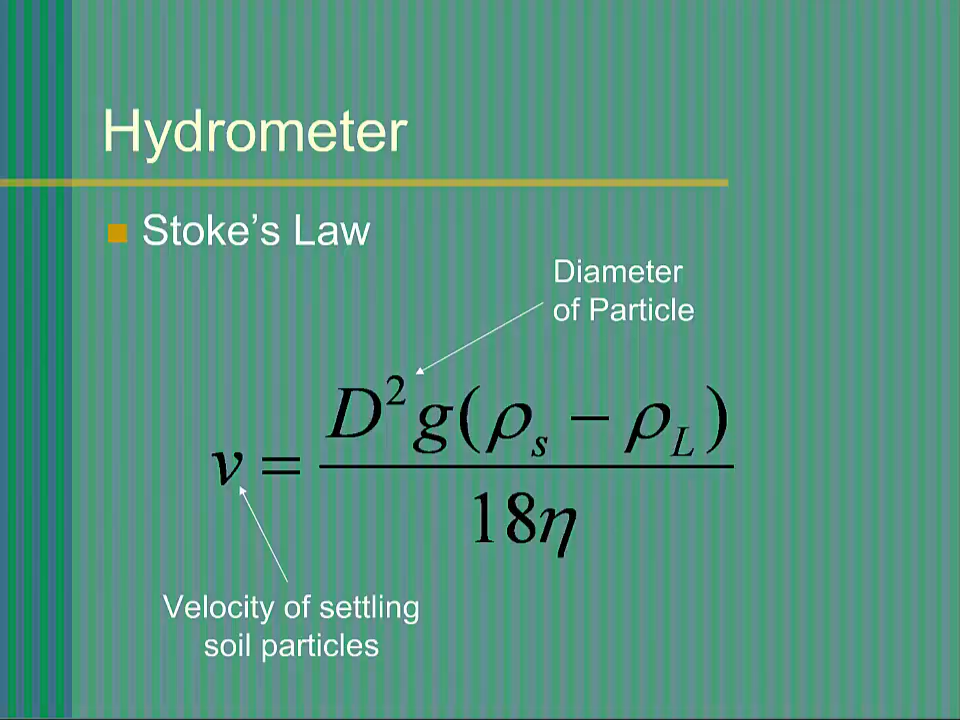 Hydrometer
Stoke's Law
Diameter
of Particle
v = D²g(ρs − ρL) / 18η
Velocity of settling
soil particles